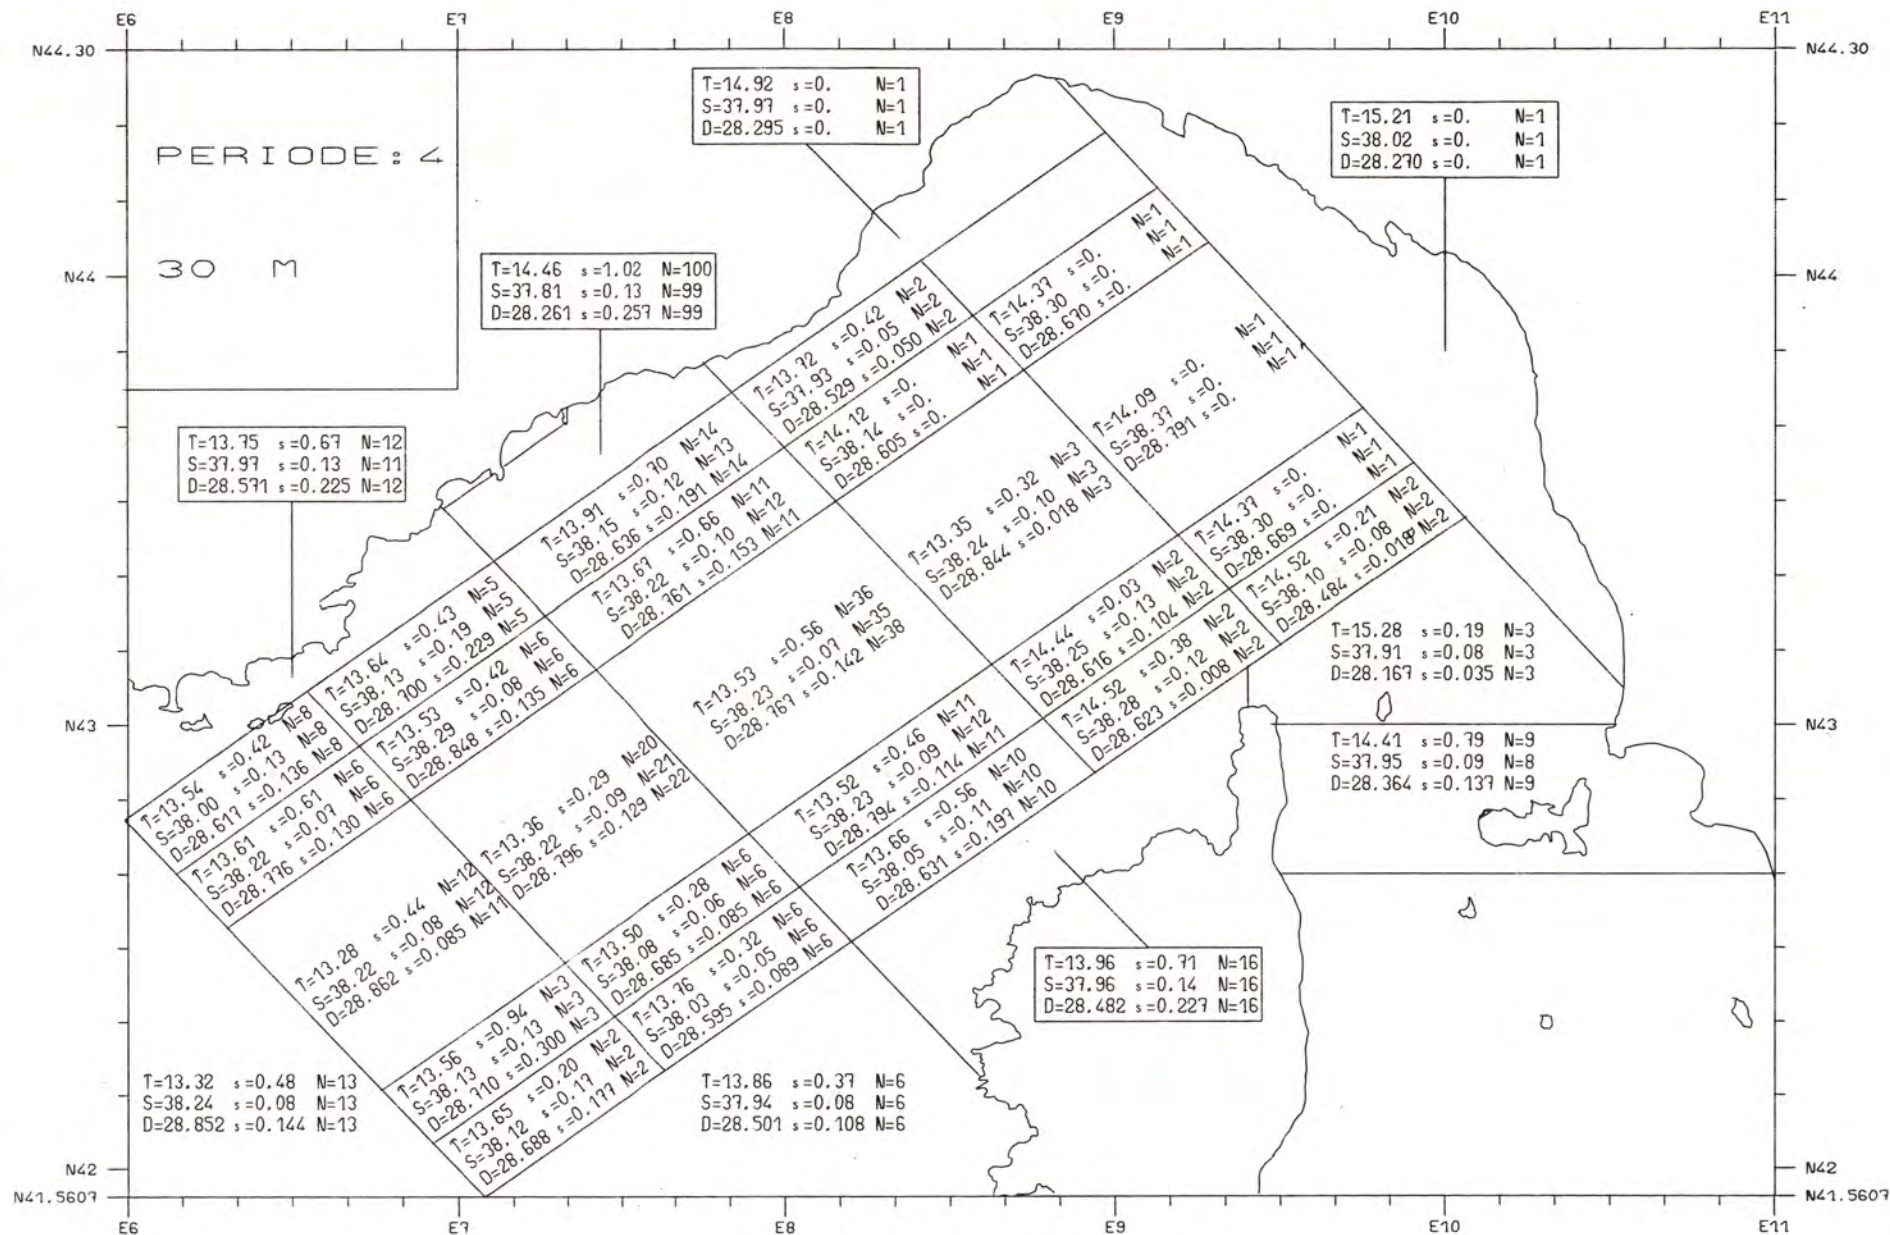 E6 E7 E8 E9 E10 E11
N44.30 N44.30
PERIODE: 4
30 M
T=14.92 s=0. N=1
S=37.97 s=0. N=1
D=28.295 s=0. N=1
T=15.21 s=0. N=1
S=38.02 s=0. N=1
D=28.270 s=0. N=1
N44 N44
T=14.46 s=1.02 N=100
S=37.81 s=0.13 N=99
D=28.261 s=0.257 N=99
T=13.75 s=0.67 N=12
S=37.97 s=0.13 N=11
D=28.571 s=0.225 N=12
T=13.72 s=0.42 N=2
S=37.93 s=0.05 N=2
D=28.529 s=0.050 N=2
T=14.37 s=0. N=1
S=38.30 s=0. N=1
D=28.670 s=0. N=1
T=14.12 s=0. N=1
S=38.14 s=0. N=1
D=28.605 s=0. N=1
T=14.09 s=0. N=1
S=38.37 s=0. N=1
D=28.791 s=0. N=1
T=13.91 s=0.70 N=14
S=38.15 s=0.12 N=13
D=28.636 s=0.191 N=14
T=13.67 s=0.66 N=11
S=38.22 s=0.10 N=12
D=28.761 s=0.153 N=11
T=13.35 s=0.32 N=3
S=38.24 s=0.10 N=3
D=28.844 s=0.018 N=3
T=14.37 s=0. N=1
S=38.30 s=0. N=1
D=28.669 s=0. N=1
T=14.52 s=0.21 N=2
S=38.10 s=0.08 N=2
D=28.484 s=0.018 N=2
T=13.64 s=0.43 N=5
S=38.13 s=0.19 N=5
D=28.700 s=0.229 N=5
T=13.53 s=0.42 N=6
S=38.29 s=0.08 N=6
D=28.848 s=0.135 N=6
T=13.53 s=0.56 N=36
S=38.23 s=0.07 N=35
D=28.767 s=0.142 N=38
T=14.44 s=0.03 N=2
S=38.25 s=0.13 N=2
D=28.616 s=0.104 N=2
T=14.52 s=0.38 N=2
S=38.28 s=0.12 N=2
D=28.623 s=0.008 N=2
T=15.28 s=0.19 N=3
S=37.91 s=0.08 N=3
D=28.167 s=0.035 N=3
N43 N43
T=14.41 s=0.79 N=9
S=37.95 s=0.09 N=8
D=28.364 s=0.137 N=9
T=13.54 s=0.42 N=8
S=38.00 s=0.13 N=8
D=28.617 s=0.136 N=8
T=13.61 s=0.61 N=6
S=38.22 s=0.07 N=6
D=28.776 s=0.130 N=6
T=13.36 s=0.29 N=20
S=38.22 s=0.09 N=21
D=28.796 s=0.129 N=22
T=13.52 s=0.46 N=11
S=38.23 s=0.09 N=12
D=28.794 s=0.114 N=11
T=13.66 s=0.56 N=10
S=38.05 s=0.11 N=10
D=28.631 s=0.197 N=10
T=13.28 s=0.44 N=12
S=38.22 s=0.08 N=12
D=28.862 s=0.085 N=11
T=13.50 s=0.28 N=6
S=38.08 s=0.06 N=6
D=28.685 s=0.085 N=6
T=13.76 s=0.32 N=6
S=38.03 s=0.05 N=6
D=28.595 s=0.089 N=6
T=13.96 s=0.71 N=16
S=37.96 s=0.14 N=16
D=28.482 s=0.227 N=16
T=13.56 s=0.94 N=3
S=38.13 s=0.13 N=3
D=28.710 s=0.300 N=3
T=13.65 s=0.20 N=2
S=38.12 s=0.17 N=2
D=28.688 s=0.177 N=2
T=13.32 s=0.48 N=13
S=38.24 s=0.08 N=13
D=28.852 s=0.144 N=13
T=13.86 s=0.37 N=6
S=37.94 s=0.08 N=6
D=28.501 s=0.108 N=6
N42 N42
N41.5607 N41.5607
E6 E7 E8 E9 E10 E11